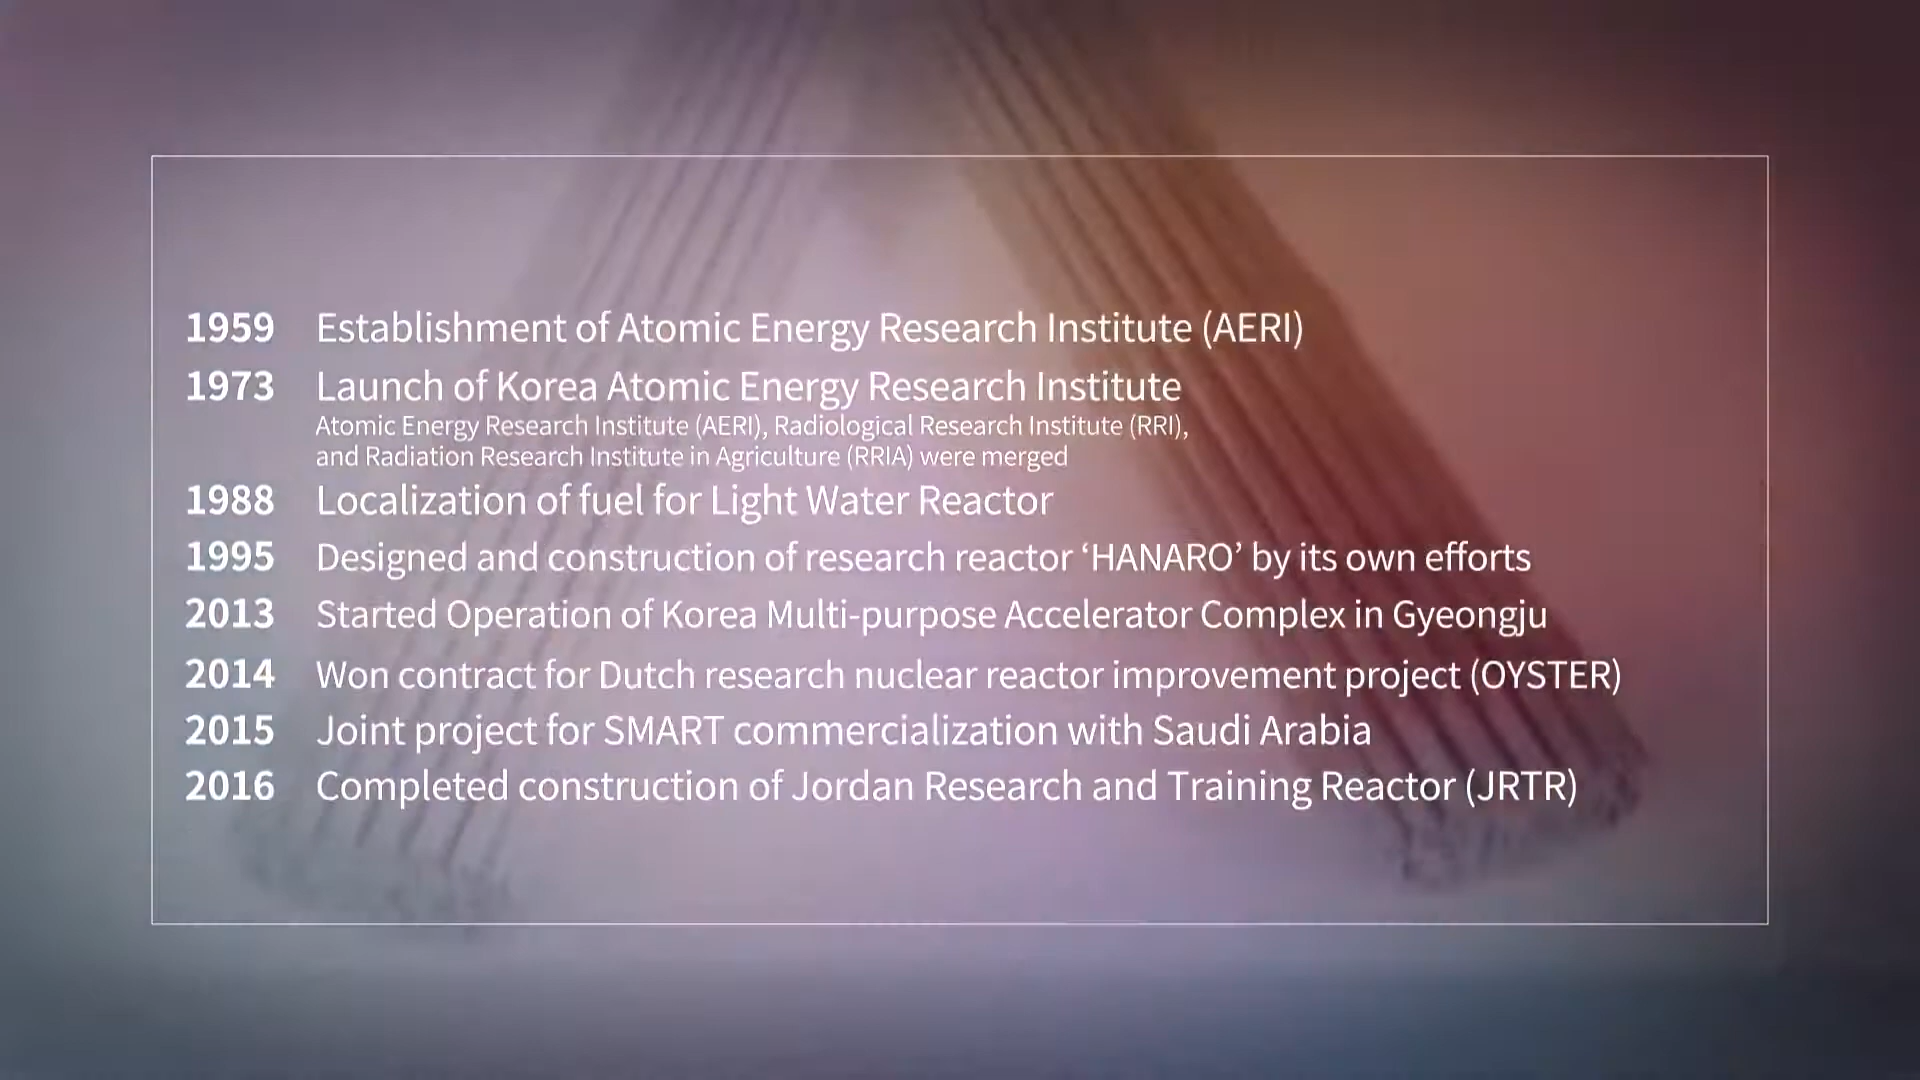 1959 Establishment of Atomic Energy Research Institute (AERI)
1973 Launch of Korea Atomic Energy Research Institute
Atomic Energy Research Institute (AERI), Radiological Research Institute (RRI),
and Radiation Research Institute in Agriculture (RRIA) were merged
1988 Localization of fuel for Light Water Reactor
1995 Designed and construction of research reactor ‘HANARO’ by its own efforts
2013 Started Operation of Korea Multi-purpose Accelerator Complex in Gyeongju
2014 Won contract for Dutch research nuclear reactor improvement project (OYSTER)
2015 Joint project for SMART commercialization with Saudi Arabia
2016 Completed construction of Jordan Research and Training Reactor (JRTR)